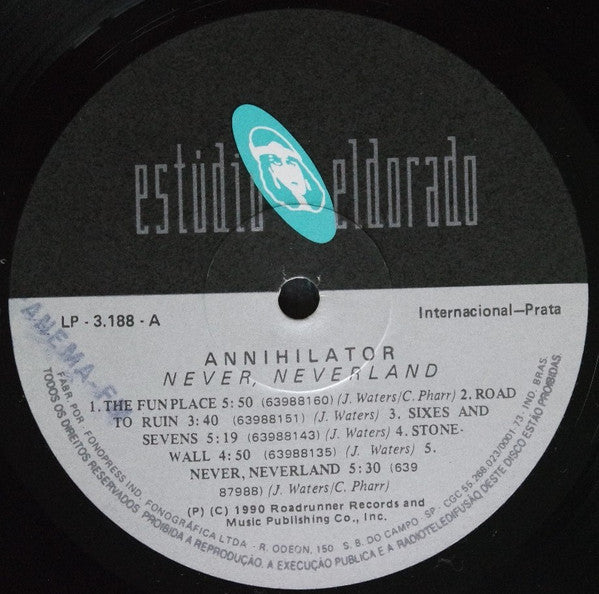 estúdio eldorado
LP - 3.188 - A
Internacional—Prata
ANEMA-FM
ANNIHILATOR
NEVER, NEVERLAND
1. THE FUN PLACE 5:50 (63988160) (J. Waters/C. Pharr) 2. ROAD
TO RUIN 3:40 (63988151) (J. Waters) 3. SIXES AND
SEVENS 5:19 (63988143) (J. Waters) 4. STONE-
WALL 4:50 (63988135) (J. Waters) 5.
NEVER, NEVERLAND 5:30 (639
87988) (J. Waters/C. Pharr)
(P) (C) 1990 Roadrunner Records and
Music Publishing Co., Inc.
FABR. POR: FONOPRESS IND. FONOGRÁFICA LTDA - R. ODEON, 150 S. B. DO CAMPO - SP - CGC 55.268.023/0001-73 - IND. BRAS.
TODOS OS DIREITOS RESERVADOS. PROIBIDA A REPRODUÇÃO, A EXECUÇÃO PUBLICA E A RADIOTELEDIFUSÃO DESTE DISCO ESTÃO PROIBIDAS.